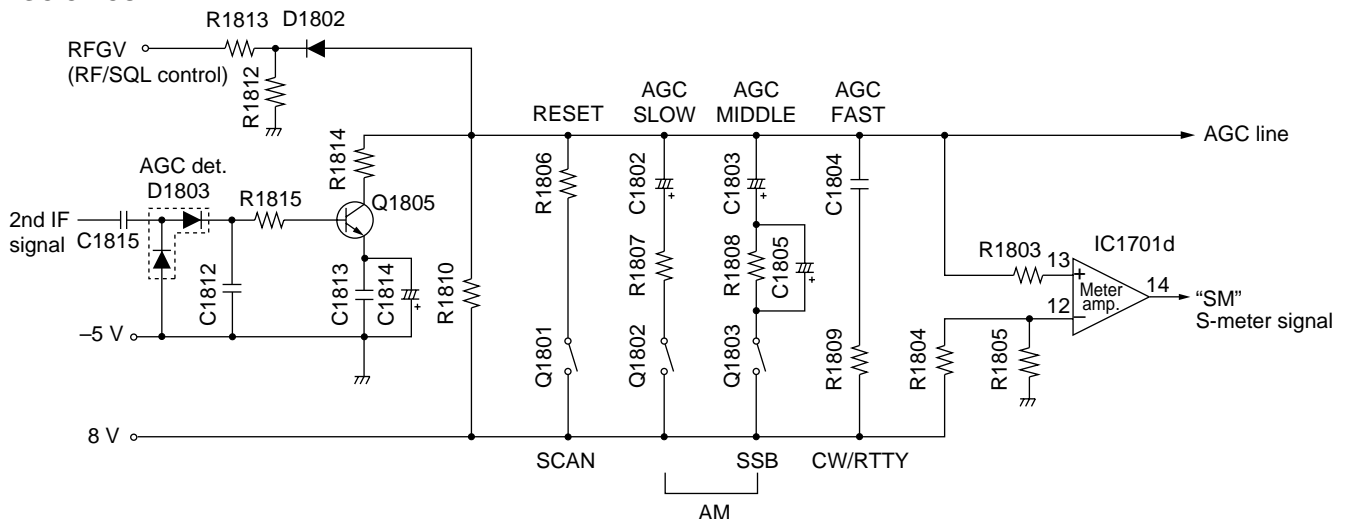 R1813
D1802
RFGV
(RF/SQL control)
R1812
RESET
AGC
SLOW
AGC
MIDDLE
AGC
FAST
AGC line
R1814
R1806
C1802
+
C1803
+
C1804
AGC det.
D1803
R1815
Q1805
2nd IF
signal
C1815
C1812
C1813
C1814
+
R1810
R1807
R1808
C1805
+
R1803
13
+
IC1701d
Meter
amp.
14
12
–
"SM"
S-meter signal
–5 V
Q1801
Q1802
Q1803
R1809
R1804
R1805
8 V
SCAN
SSB
CW/RTTY
AM